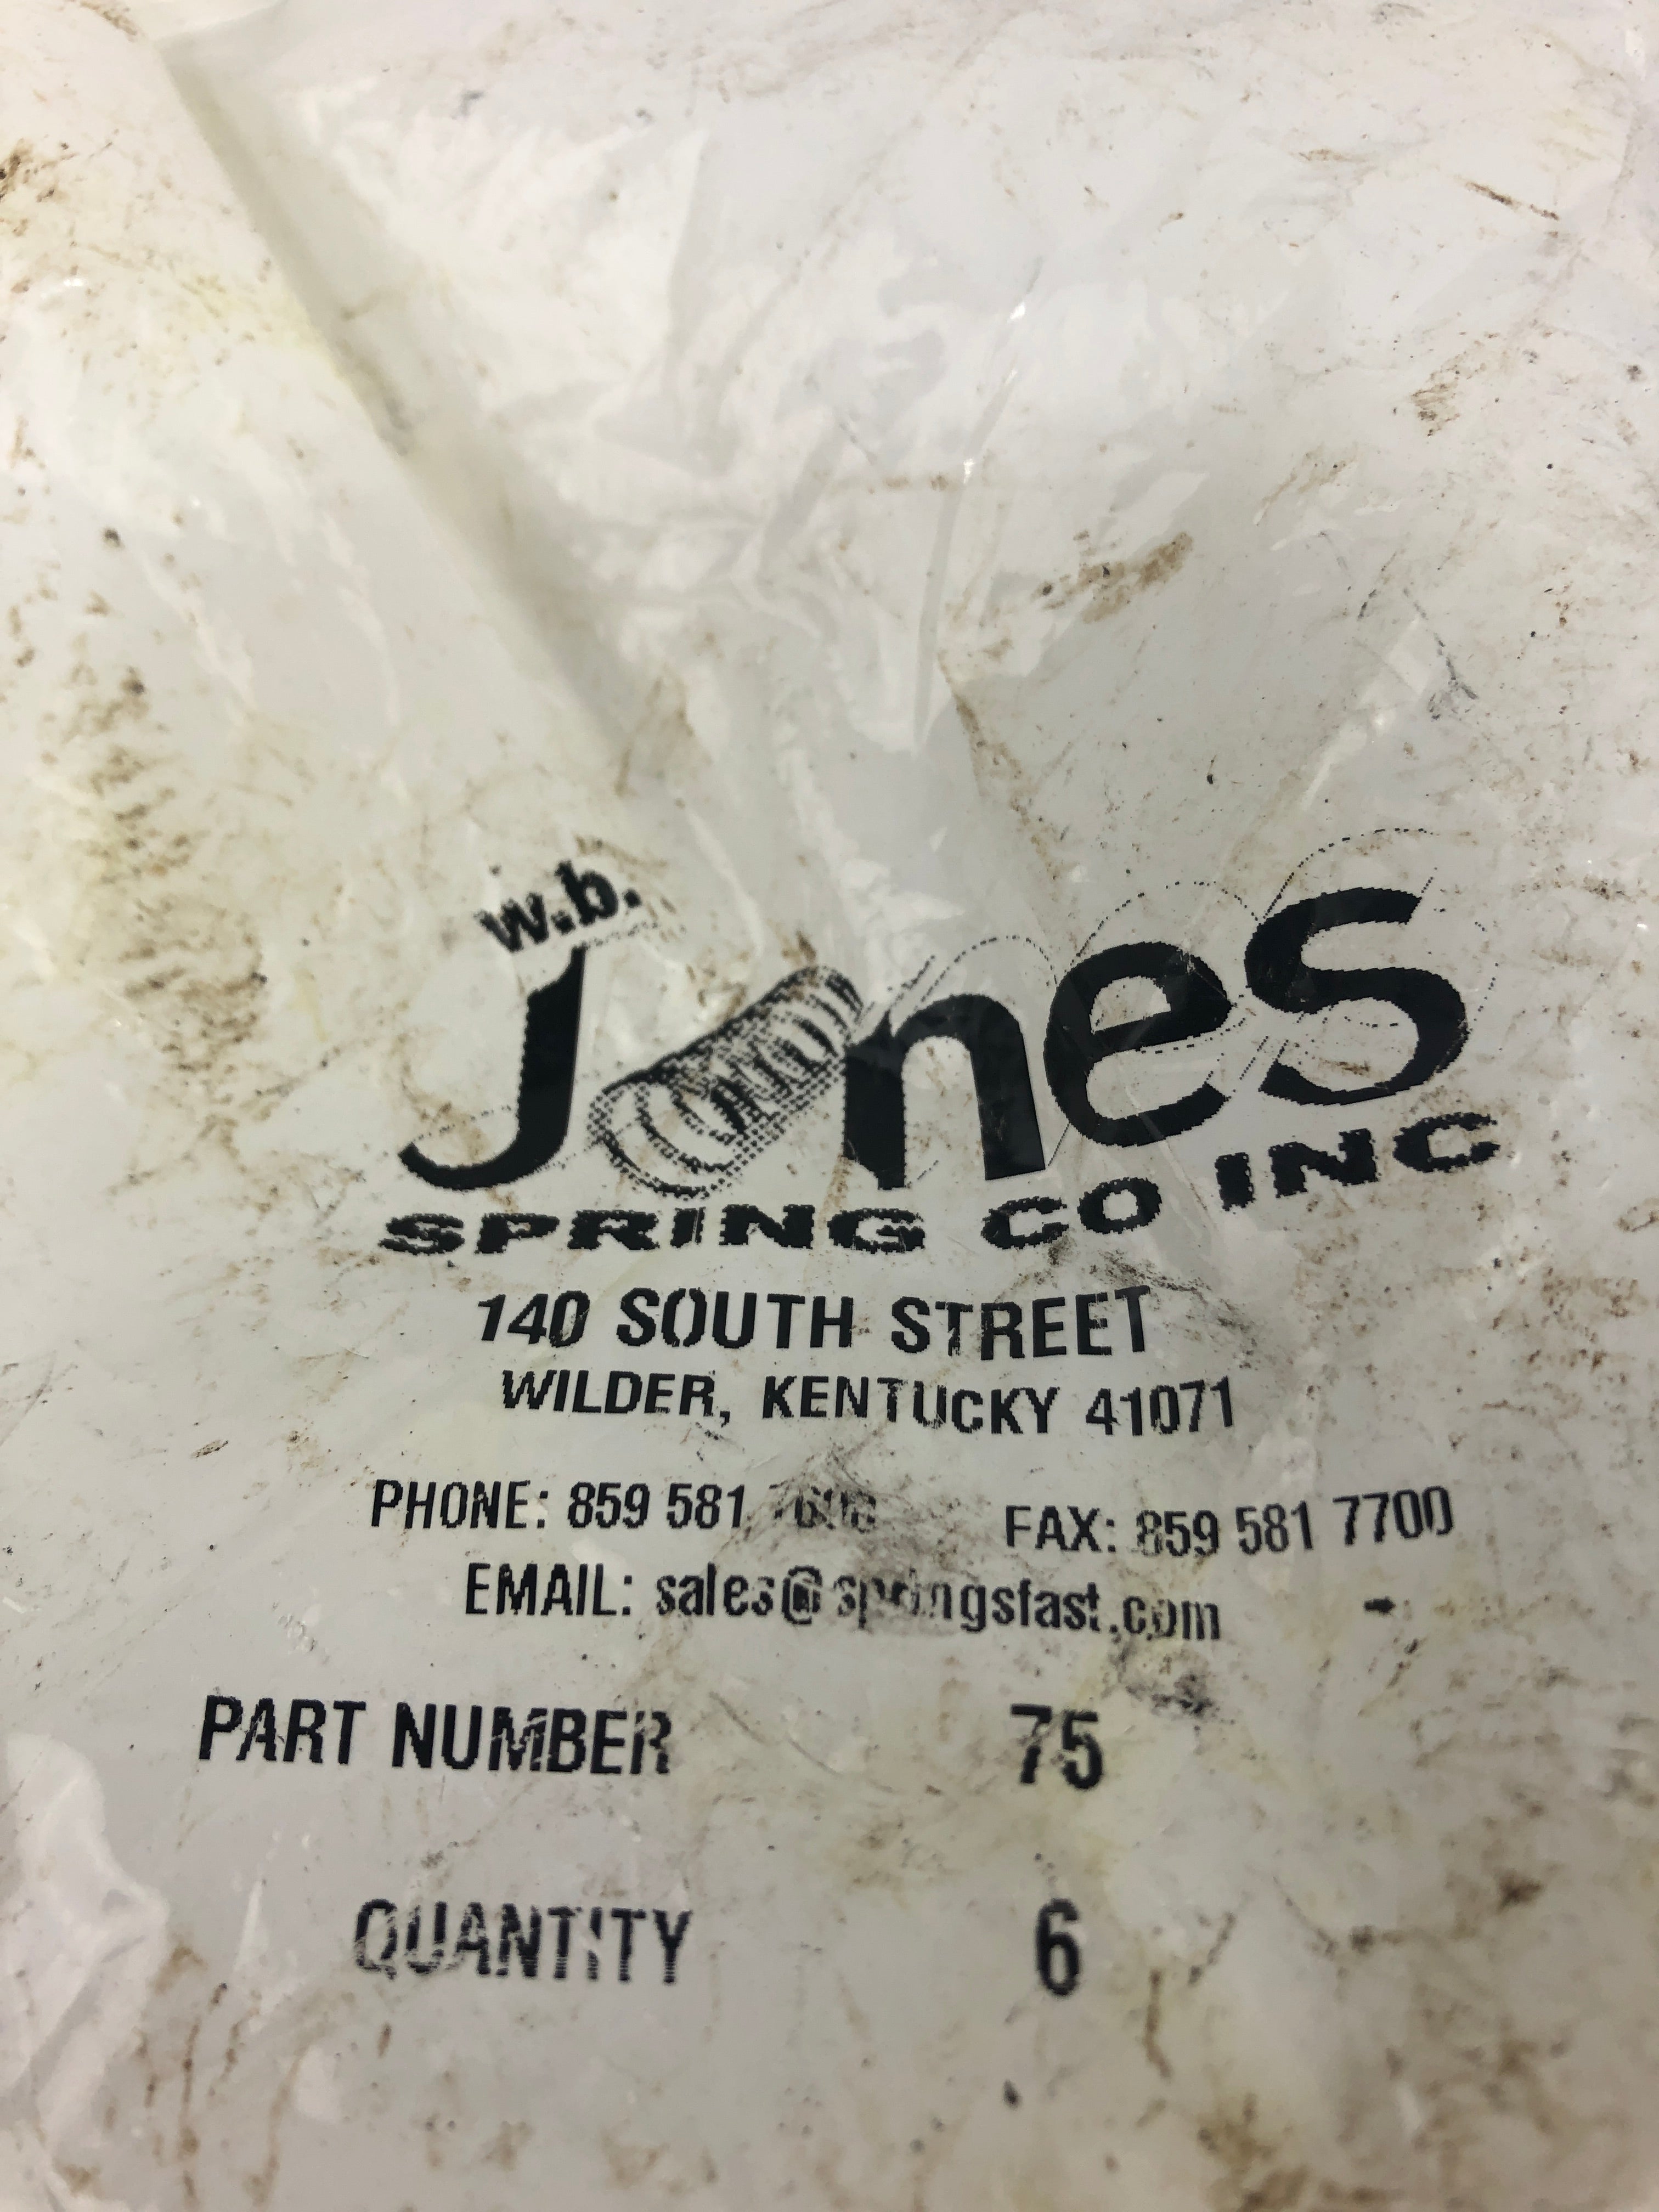 w.b.
Jones
SPRING CO INC
140 SOUTH STREET
WILDER, KENTUCKY 41071
PHONE: 859 581 FAX: 859 581 7700
EMAIL: sales@springsfast.com
PART NUMBER 75
QUANTITY 6